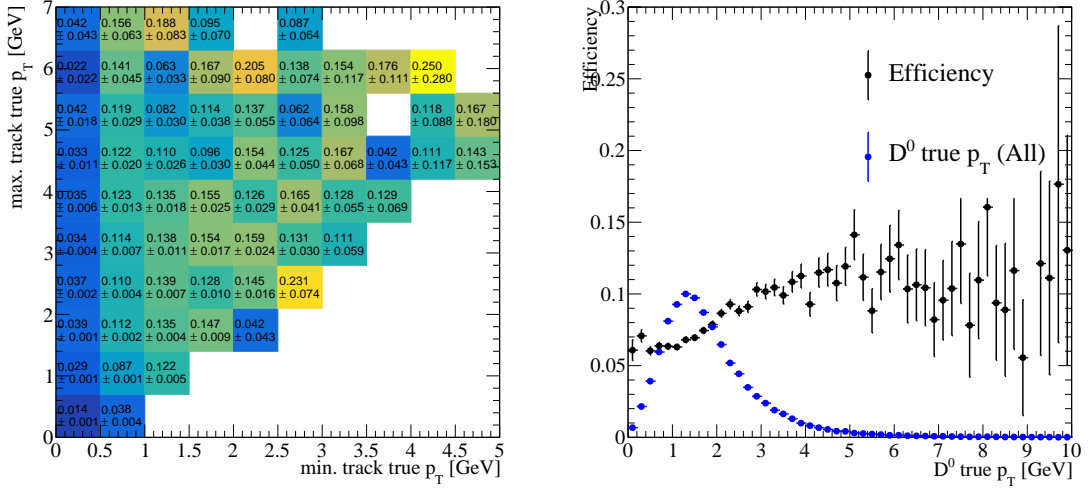 max. track true p_T [GeV]
7
6
5
4
3
2
1
0
0.042 0.156 0.188 0.095 0.087
± 0.043 ± 0.063 ± 0.083 ± 0.070 ± 0.064
0.022 0.141 0.063 0.167 0.205 0.138 0.154 0.176 0.250
± 0.022 ± 0.045 ± 0.033 ± 0.090 ± 0.080 ± 0.074 ± 0.117 ± 0.111 ± 0.280
0.042 0.119 0.082 0.114 0.137 0.062 0.158 0.118 0.167
± 0.018 ± 0.029 ± 0.030 ± 0.038 ± 0.055 ± 0.064 ± 0.098 ± 0.088 ± 0.180
0.033 0.122 0.110 0.096 0.154 0.125 0.167 0.042 0.111 0.143
± 0.011 ± 0.020 ± 0.026 ± 0.030 ± 0.044 ± 0.050 ± 0.068 ± 0.043 ± 0.117 ± 0.153
0.035 0.123 0.135 0.155 0.126 0.165 0.128 0.129
± 0.006 ± 0.013 ± 0.018 ± 0.025 ± 0.029 ± 0.041 ± 0.055 ± 0.069
0.034 0.114 0.138 0.154 0.159 0.131 0.111
± 0.004 ± 0.007 ± 0.011 ± 0.017 ± 0.024 ± 0.030 ± 0.059
0.037 0.110 0.139 0.128 0.145 0.231
± 0.002 ± 0.004 ± 0.007 ± 0.010 ± 0.016 ± 0.074
0.039 0.112 0.135 0.147 0.042
± 0.001 ± 0.002 ± 0.004 ± 0.009 ± 0.043
0.029 0.087 0.122
± 0.001 ± 0.001 ± 0.005
0.014 0.038
± 0.001 ± 0.004
0 0.5 1 1.5 2 2.5 3 3.5 4 4.5 5
min. track true p_T [GeV]
Efficiency
0.3
0.25
0.2
0.15
0.1
0.05
0
Efficiency
D⁰ true p_T (All)
0 1 2 3 4 5 6 7 8 9 10
D⁰ true p_T [GeV]